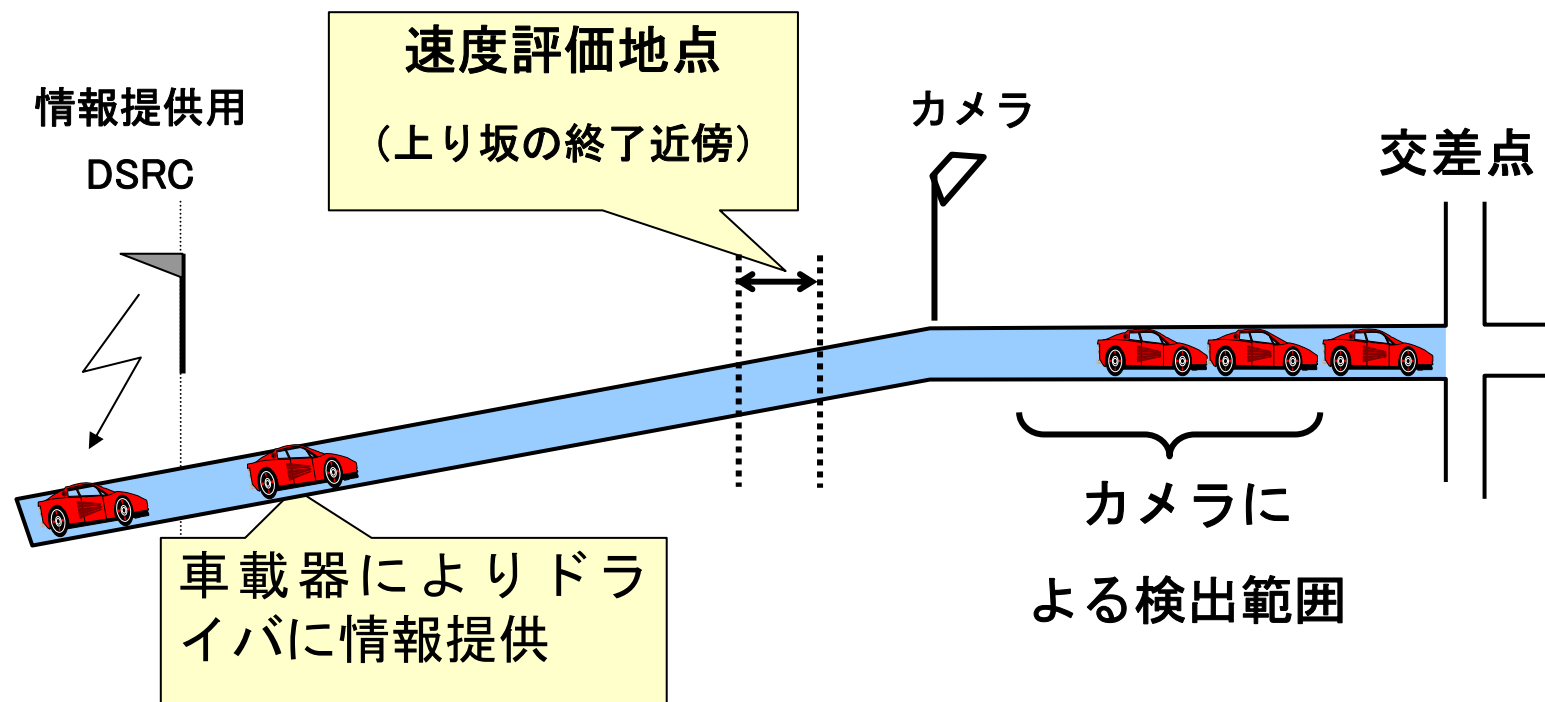 速度評価地点
（上り坂の終了近傍）
情報提供用
DSRC
カメラ
交差点
カメラに
よる検出範囲
車載器によりドラ
イバに情報提供